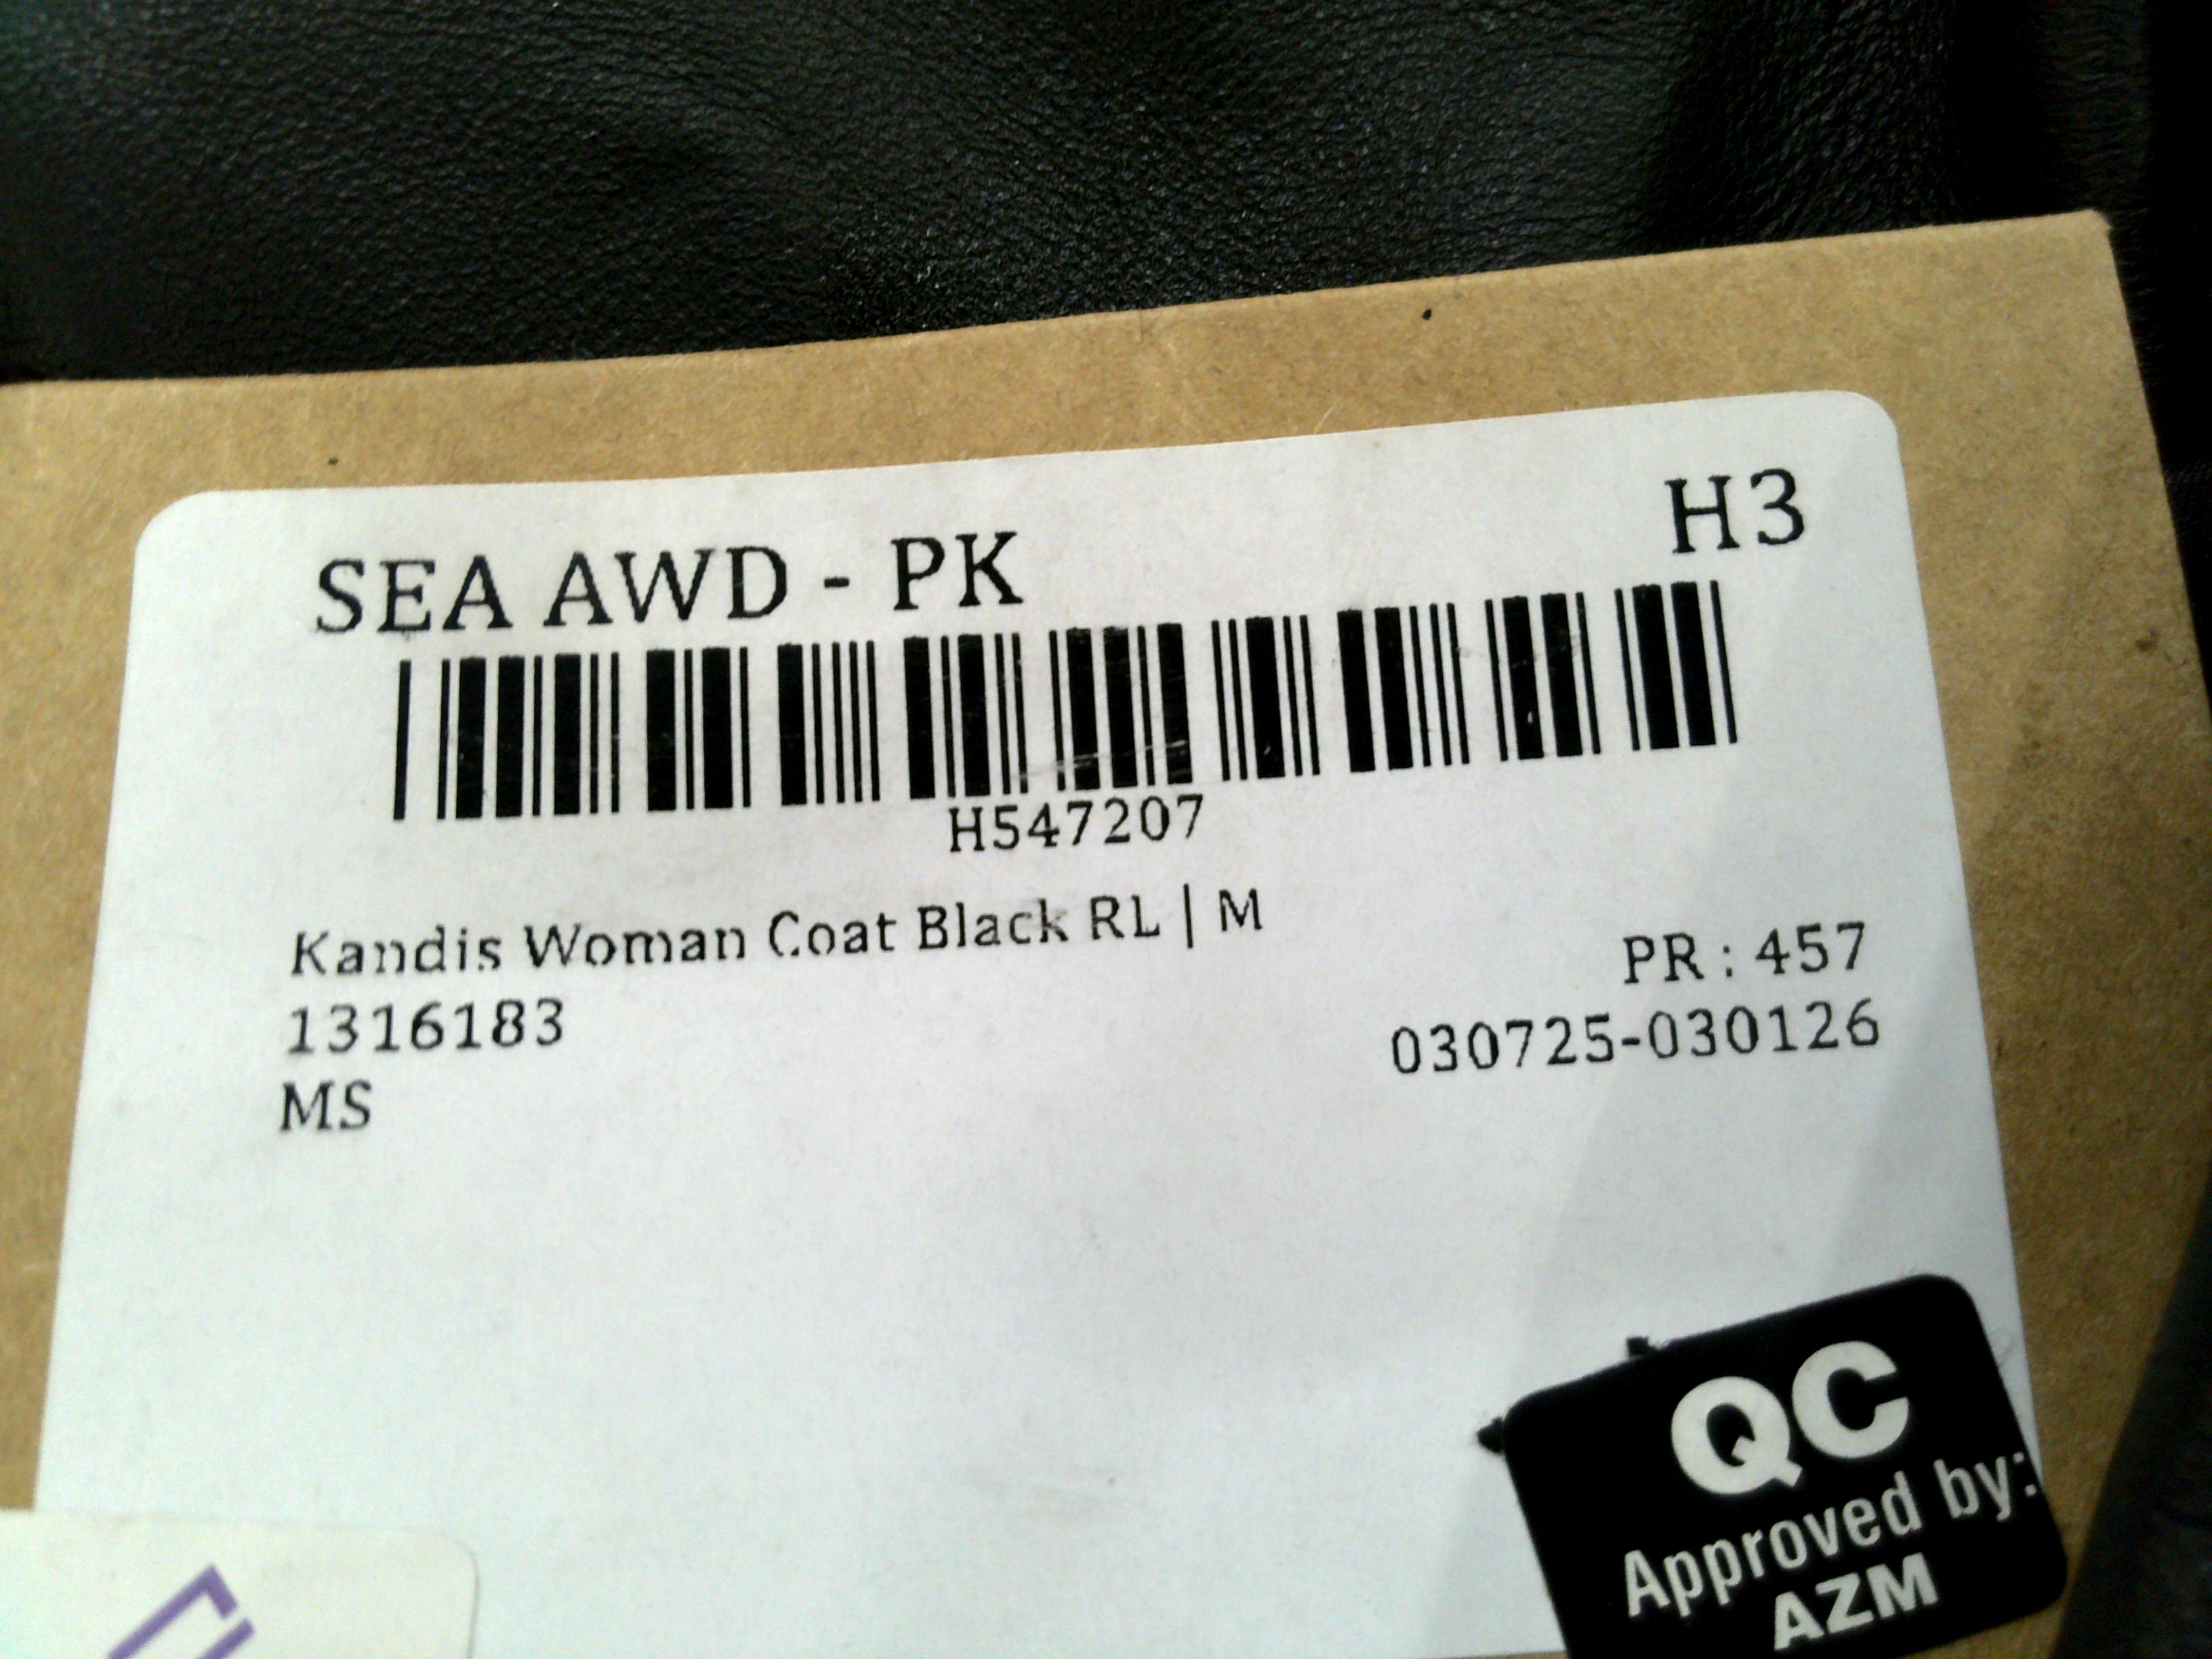 SEA AWD - PK
H3
H547207
Kandis Woman Coat Black RL | M
PR : 457
1316183
030725-030126
MS
QC
Approved by:
AZM